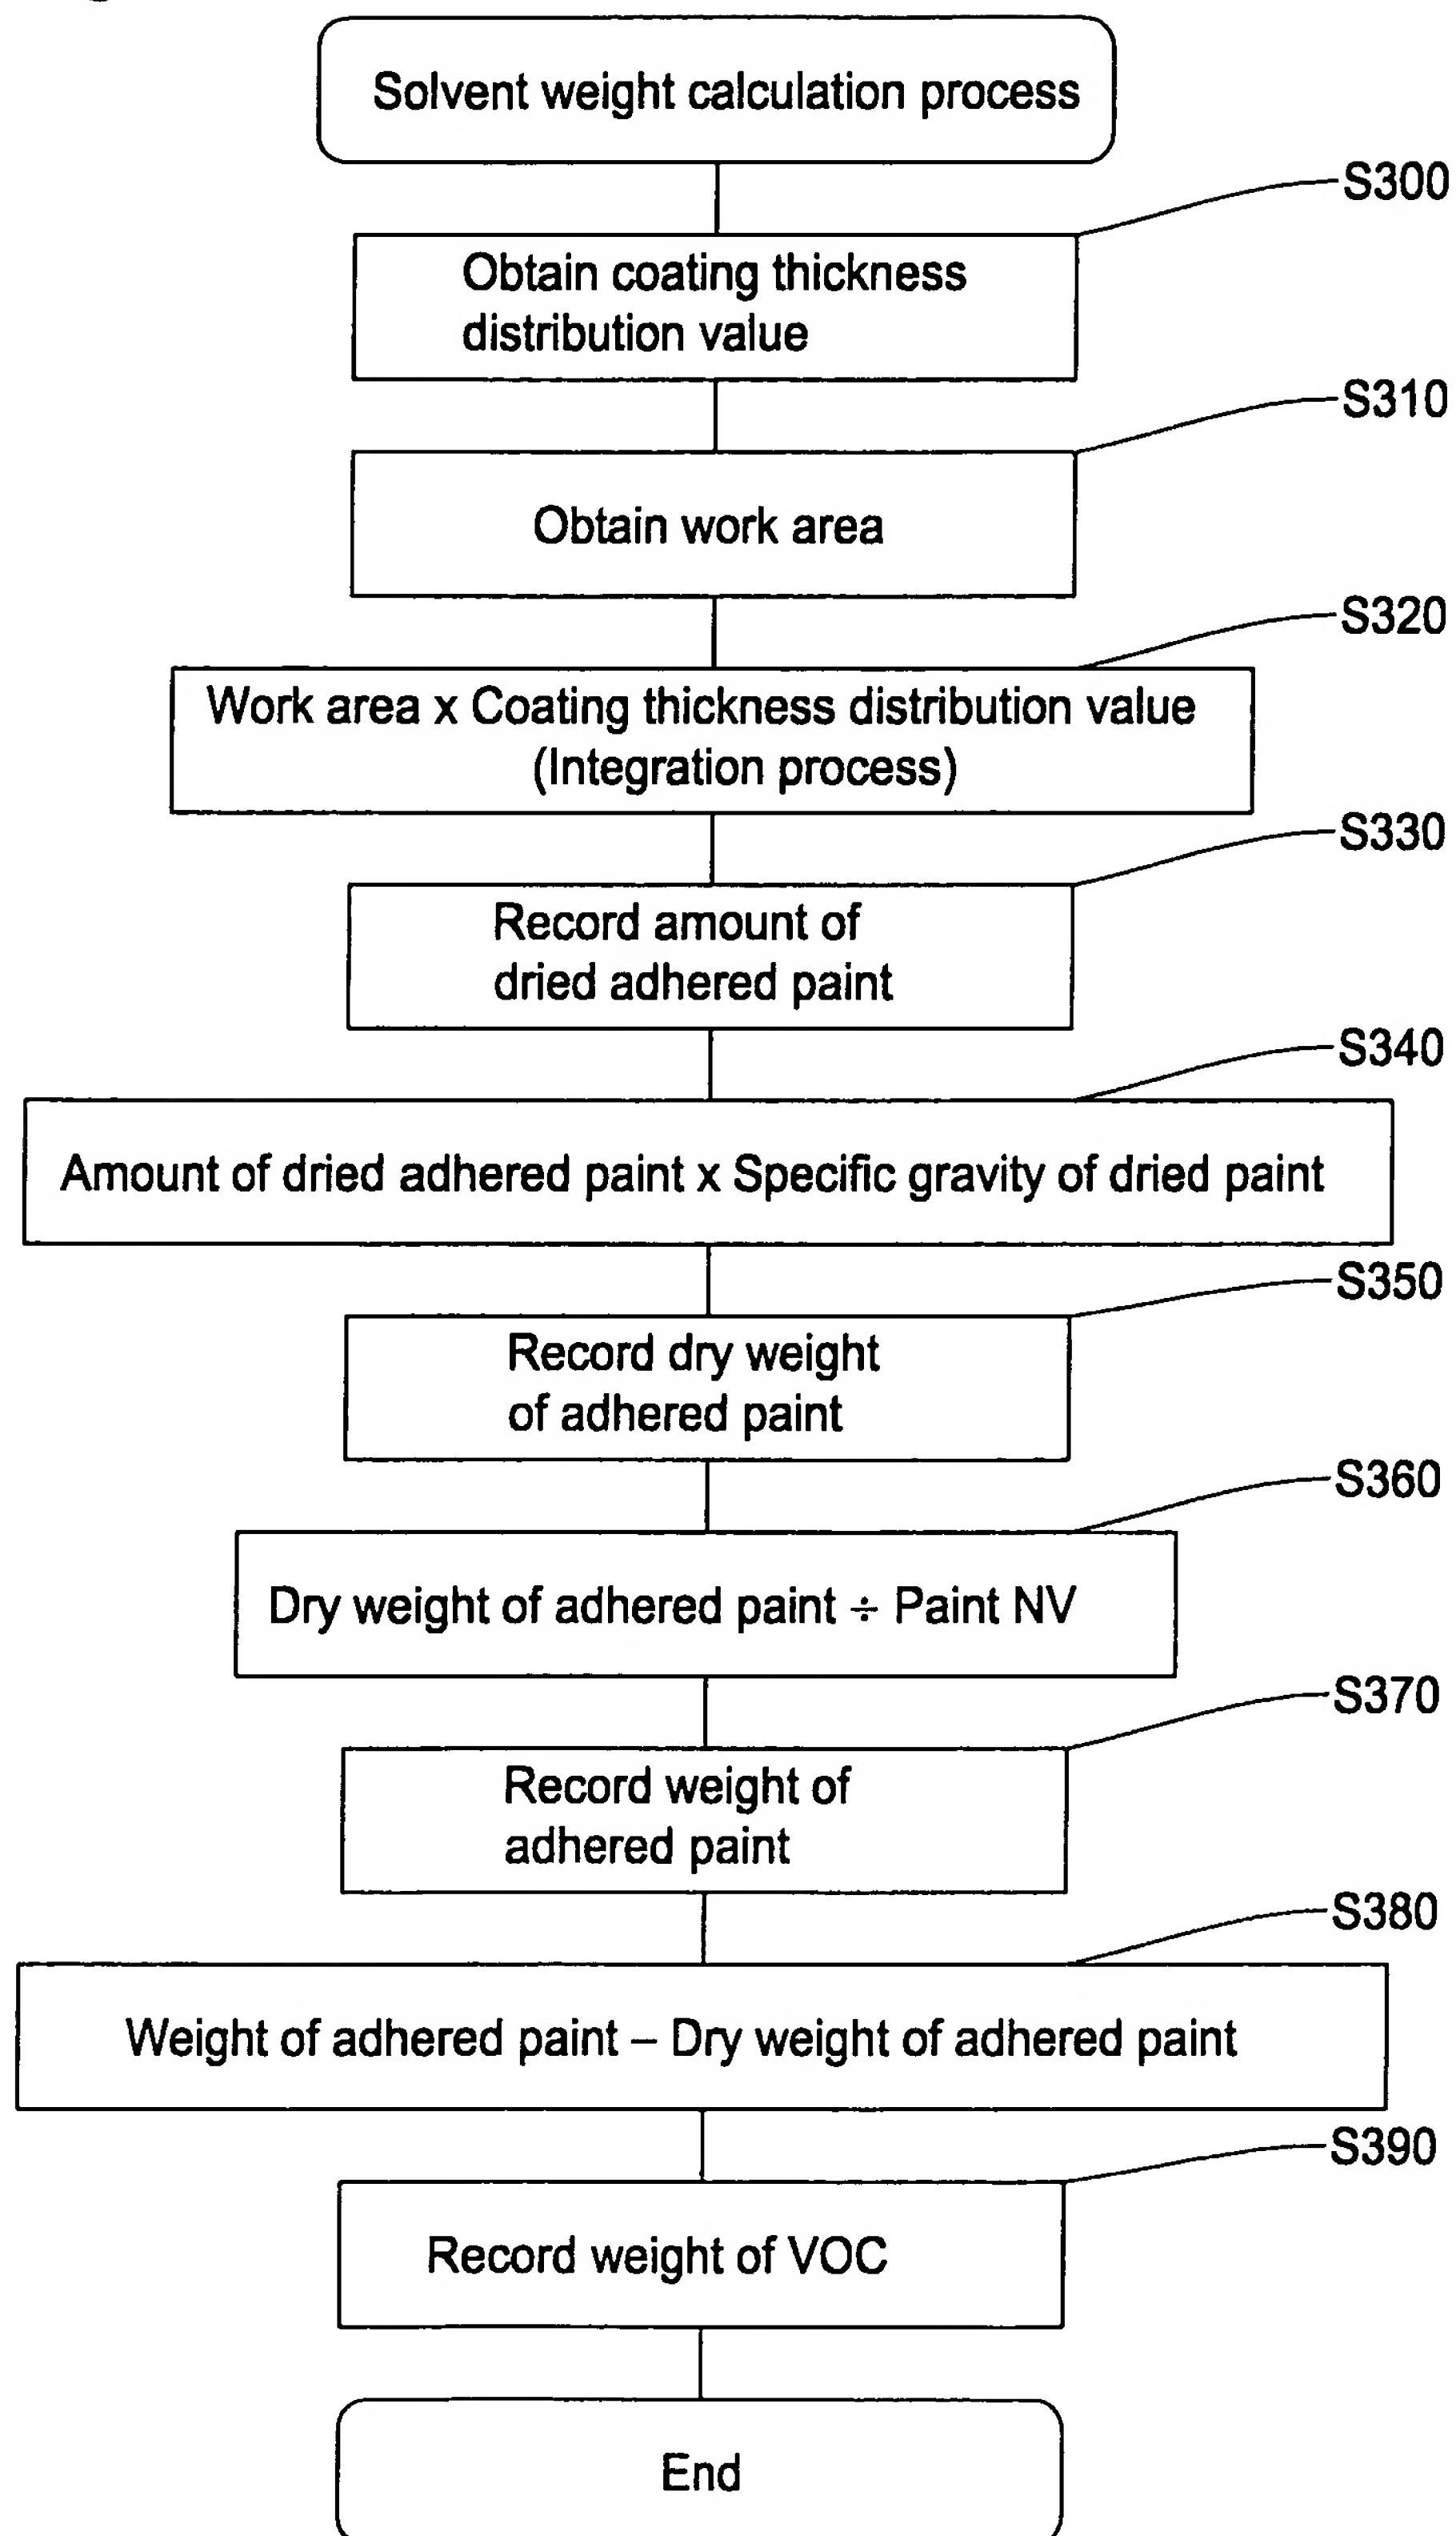 Solvent weight calculation process
S300
Obtain coating thickness
distribution value
S310
Obtain work area
S320
Work area x Coating thickness distribution value
(Integration process)
S330
Record amount of
dried adhered paint
S340
Amount of dried adhered paint x Specific gravity of dried paint
S350
Record dry weight
of adhered paint
S360
Dry weight of adhered paint ÷ Paint NV
S370
Record weight of
adhered paint
S380
Weight of adhered paint – Dry weight of adhered paint
S390
Record weight of VOC
End